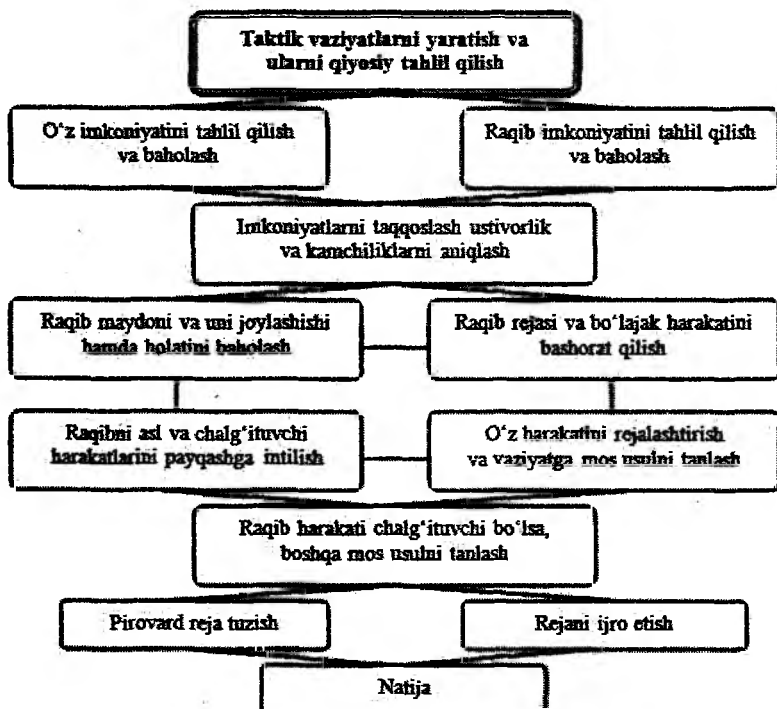 Taktik vaziyatlarni yaratish va
ularni qiyosiy tahlil qilish
O‘z imkoniyatini tahlil qilish
va baholash
Raqib imkoniyatini tahlil qilish
va baholash
Imkoniyatlarni taqqoslash ustivorlik
va kamchiliklarni aniqlash
Raqib maydoni va uni joylashishi
hamda holatini baholash
Raqib rejasi va bo‘lajak harakatini
bashorat qilish
Raqibni asl va chalg‘ituvchi
harakatlarini payqashga intilish
O‘z harakatini rejalashtirish
va vaziyatga mos usulni tanlash
Raqib harakati chalg‘ituvchi bo‘lsa,
boshqa mos usulni tanlash
Pirovard reja tuzish
Rejani ijro etish
Natija